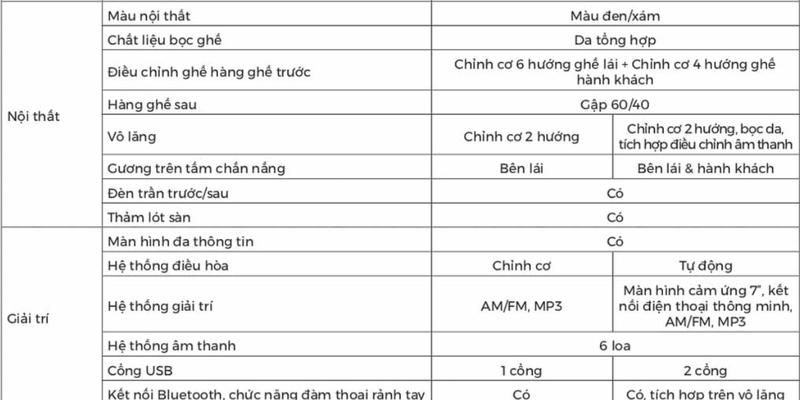 Màu nội thất Màu đen/xám
Chất liệu bọc ghế Da tổng hợp
Điều chỉnh ghế hàng ghế trước Chỉnh cơ 6 hướng ghế lái + Chỉnh cơ 4 hướng ghế
hành khách
Hàng ghế sau Gập 60/40
Nội thất
Vô lăng Chỉnh cơ 2 hướng Chỉnh cơ 2 hướng, bọc da,
tích hợp điều chỉnh âm thanh
Gương trên tấm chắn nắng Bên lái Bên lái & hành khách
Đèn trần trước/sau Có
Thảm lót sàn Có
Màn hình đa thông tin Có
Hệ thống điều hòa Chỉnh cơ Tự động
Giải trí
Hệ thống giải trí AM/FM, MP3 Màn hình cảm ứng 7", kết
nối điện thoại thông minh,
AM/FM, MP3
Hệ thống âm thanh 6 loa
Cổng USB 1 cổng 2 cổng
Kết nối Bluetooth, chức năng đàm thoại rảnh tay Có Có, tích hợp trên vô lăng